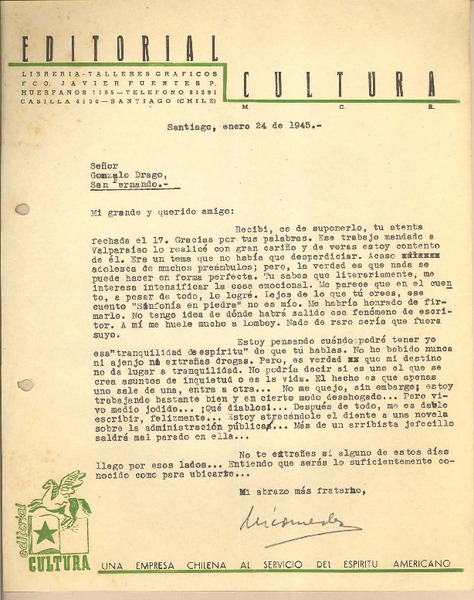 EDITORIAL
LIBRERIA-TALLERES GRAFICOS
FCO. JAVIER FUENTES P.
HUERFANOS 1165-TELEFONO 81291
CASILLA 4130-SANTIAGO (CHILE)
CULTURA
M. C. R.
Santiago, enero 24 de 1945.-
Señor
Gonzalo Drago,
San Fernando.-
Mi grande y querido amigo:
Recibí, es de suponerlo, tu atenta
fechada el 17. Gracias por tus palabras. Ese trabajo mandado a
Valparaíso lo realicé con gran cariño y de veras estoy contento
de él. Era un tema que no había que desperdiciar. Acaso
adolesca de muchos preámbulos; pero, la verdad es que nada se
puede hacer en forma perfecta. Tu sabes que literariamente, me
interesa intensificar la cosa emocional. Me parece que en el cuen
to, a pesar de todo, lo logré. Lejos de lo que tú crees, ese
cuento "Sinfonía en piedra" no es mío. Me habría honrado de fir-
marlo. No tengo idea de dónde habrá salido ese fenómeno de escri-
tor. A mí me huele mucho a Lomboy. Nada de raro sería que fuera
suyo.
Estoy pensando cuándo podré tener yo
esa "tranquilidad de espíritu" de que tú hablas. No he bebido nunca
ni ajenjo ni extrañas drogas. Pero, es verdad que mi destino
no da lugar a tranquilidad. No podría decir si es uno el que se
crea asuntos de inquietud o es la vida. El hecho es que apenas
uno sale de una, entra a otra... No me quejo, sin embargo; estoy
trabajando bastante bien y en cierto modo desahogado... Pero vi-
vo medio jodido... ¡Qué diablos!... Después de todo, me es dable
escribir, felizmente... Estoy atracándole el diente a una novela
sobre la administración pública... Más de un arribista jefecillo
saldrá mal parado en ella...
No te extrañes si alguno de estos días
llego por esos lados... Entiendo que serás lo suficientemente co-
nocido como para ubicarte...
Mi abrazo más fraterno,
Nicomedes
editorial
CULTURA
UNA EMPRESA CHILENA AL SERVICIO DEL ESPIRITU AMERICANO